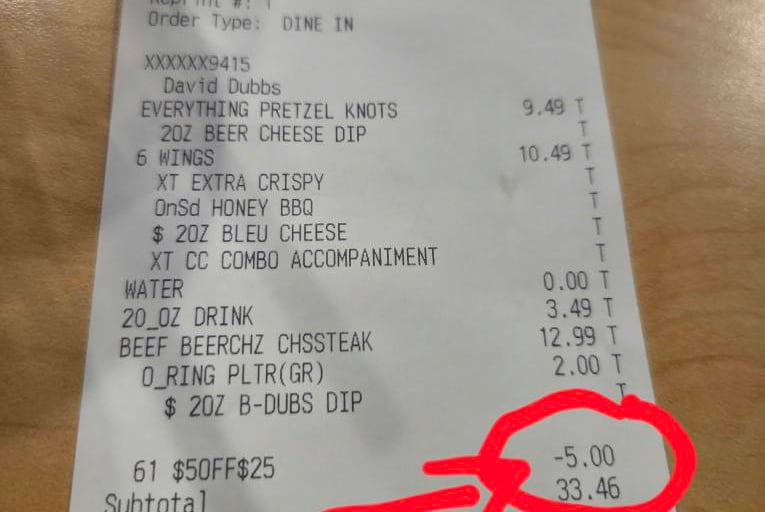 Reprint #: 1
Order Type: DINE IN
XXXXXX9415
David Dubbs
EVERYTHING PRETZEL KNOTS 9.49 T
2OZ BEER CHEESE DIP T
6 WINGS 10.49 T
XT EXTRA CRISPY T
OnSd HONEY BBQ T
$ 2OZ BLEU CHEESE T
XT CC COMBO ACCOMPANIMENT T
WATER 0.00 T
20_OZ DRINK 3.49 T
BEEF BEERCHZ CHSSTEAK 12.99 T
O_RING PLTR(GR) 2.00 T
$ 2OZ B-DUBS DIP T
61 $5OFF$25 -5.00
Subtotal 33.46